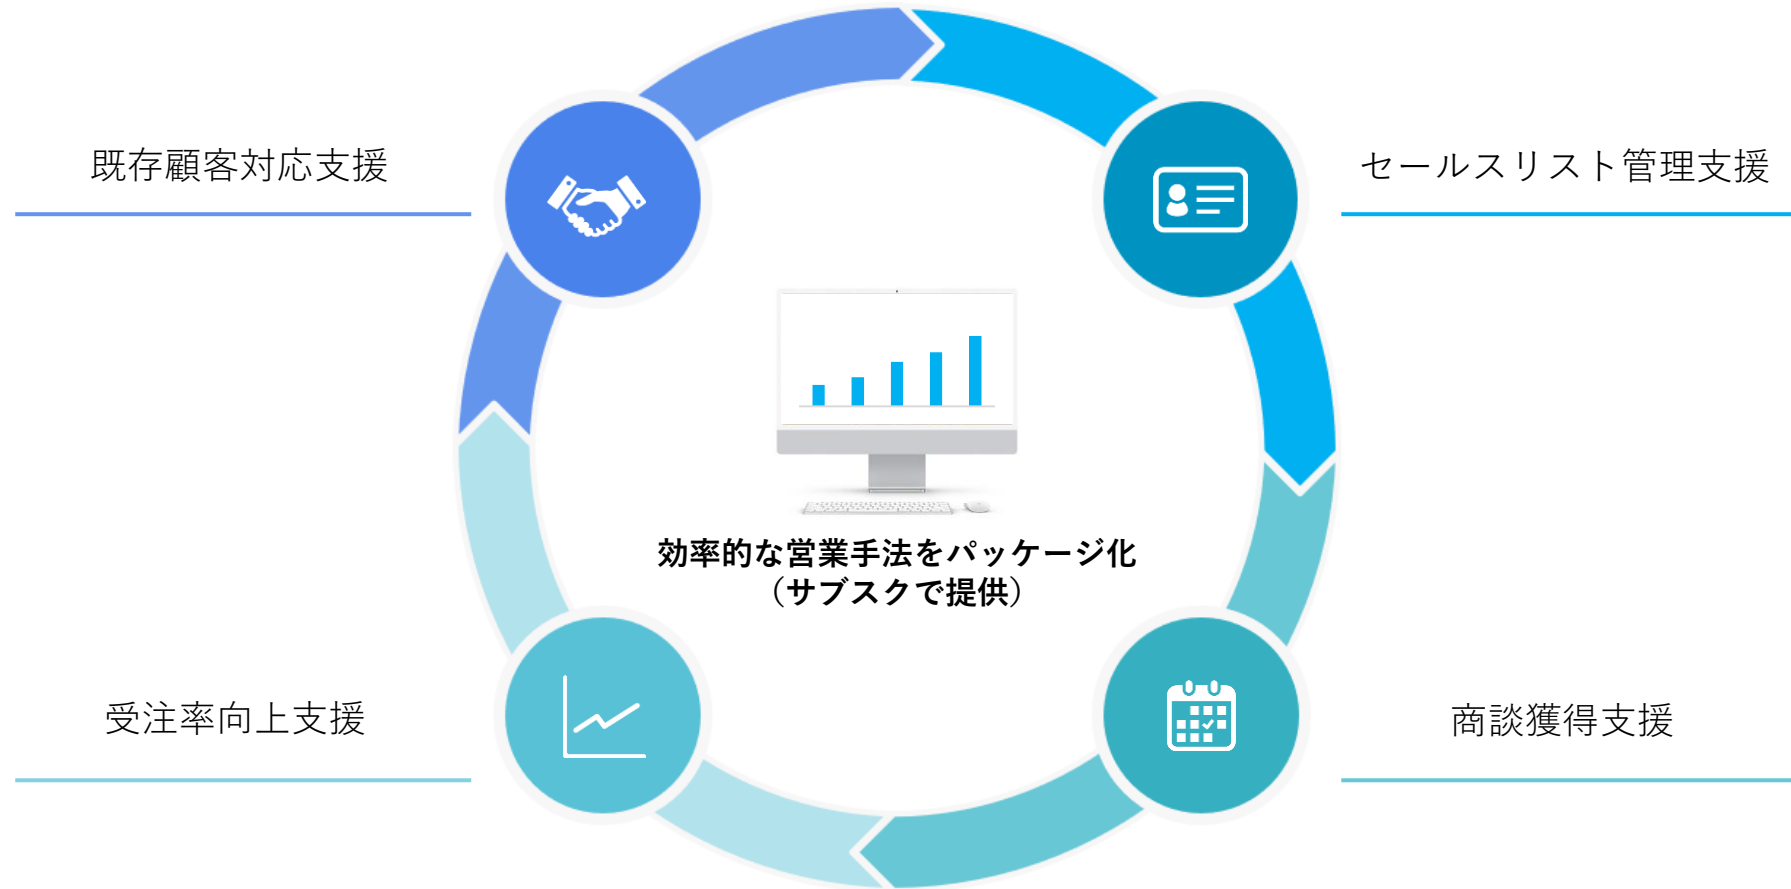 既存顧客対応支援
セールスリスト管理支援
効率的な営業手法をパッケージ化
（サブスクで提供）
受注率向上支援
商談獲得支援